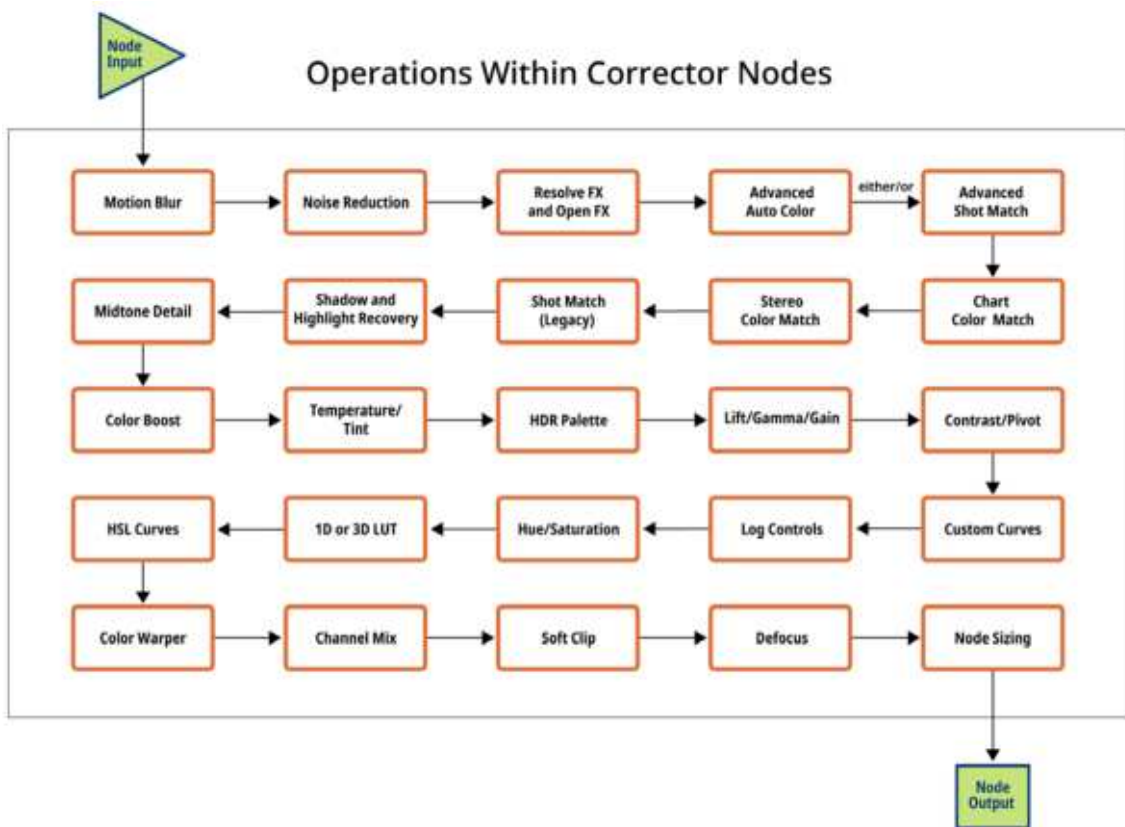 Node
Input
Operations Within Corrector Nodes
Motion Blur
Noise Reduction
Resolve FX
and Open FX
Advanced
Auto Color
either/or
Advanced
Shot Match
Midtone Detail
Shadow and
Highlight Recovery
Shot Match
(Legacy)
Stereo
Color Match
Chart
Color Match
Color Boost
Temperature/
Tint
HDR Palette
Lift/Gamma/Gain
Contrast/Pivot
HSL Curves
1D or 3D LUT
Hue/Saturation
Log Controls
Custom Curves
Color Warper
Channel Mix
Soft Clip
Defocus
Node Sizing
Node
Output